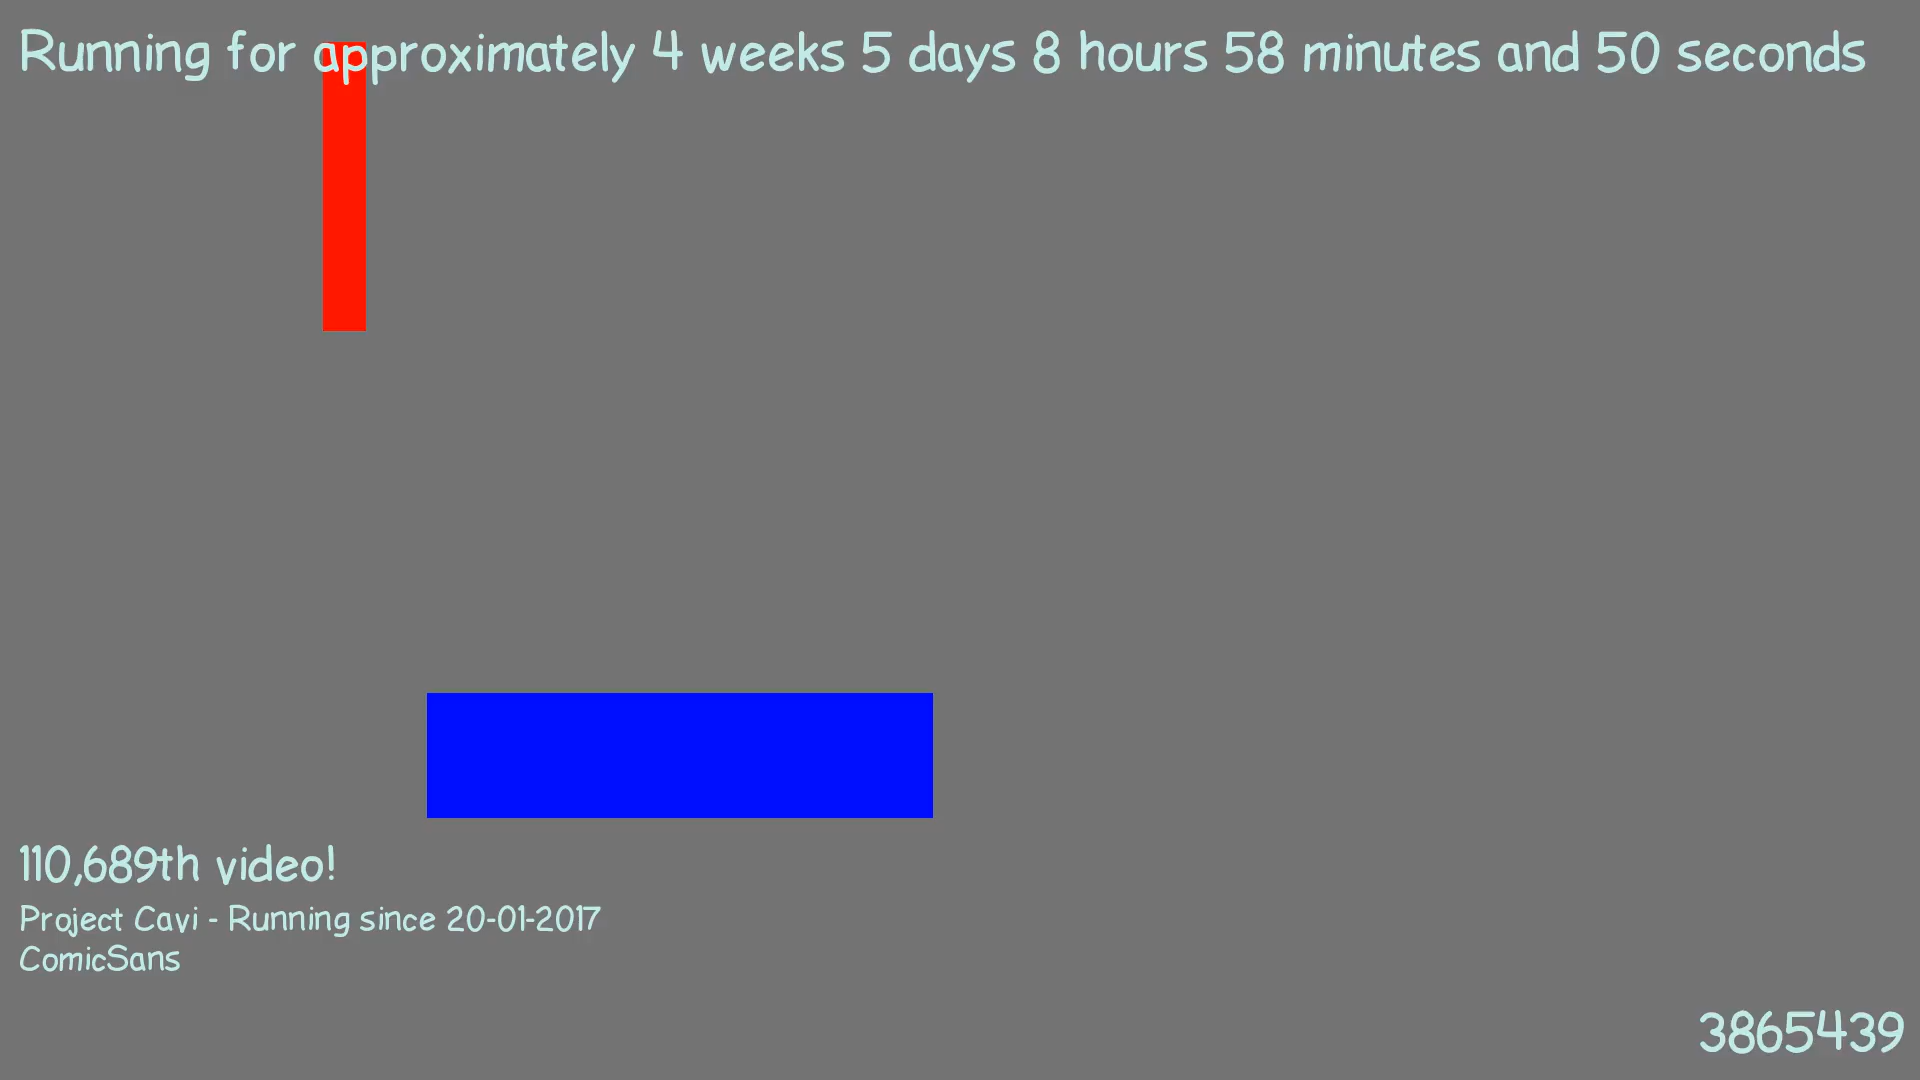 Running for approximately 4 weeks 5 days 8 hours 58 minutes and 50 seconds
110,689th video!
Project Cavi - Running since 20-01-2017
ComicSans
3865439